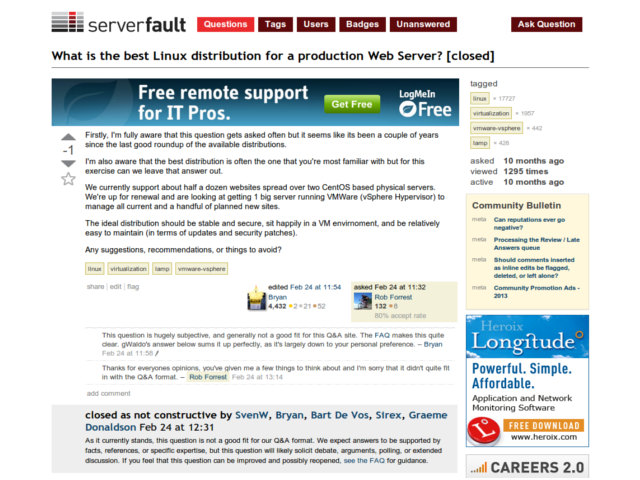 serverfault
Questions
Tags
Users
Badges
Unanswered
Ask Question
What is the best Linux distribution for a production Web Server? [closed]
Free remote support
for IT Pros.
Get Free
LogMeIn
Free
-1
Firstly, I'm fully aware that this question gets asked often but it seems like its been a couple of years
since the last good roundup of the available distributions.
I'm also aware that the best distribution is often the one that you're most familiar with but for this
exercise can we leave that answer out.
We currently support about half a dozen websites spread over two CentOS based physical servers.
We're up for renewal and are looking at getting 1 big server running VMWare (vSphere Hypervisor) to
manage all current and a handful of planned new sites.
The ideal distribution should be stable and secure, sit happily in a VM envirnoment, and be relatively
easy to maintain (in terms of updates and security patches).
Any suggestions, recommendations, or things to avoid?
linux
virtualization
lamp
vmware-vsphere
share | edit | flag
edited Feb 24 at 11:54
Bryan
4,432 2 21 52
asked Feb 24 at 11:32
Rob Forrest
132 8
80% accept rate
This question is hugely subjective, and generally not a good fit for this Q&A site. The FAQ makes this quite
clear. gWaldo's answer below sums it up perfectly, as it's largely down to your personal preference. – Bryan
Feb 24 at 11:58
Thanks for everyones opinions, you've given me a few things to think about and I'm sorry that it didn't quite fit
in with the Q&A format. – Rob Forrest Feb 24 at 13:14
add comment
closed as not constructive by SvenW, Bryan, Bart De Vos, Sirex, Graeme
Donaldson Feb 24 at 12:31
As it currently stands, this question is not a good fit for our Q&A format. We expect answers to be supported by
facts, references, or specific expertise, but this question will likely solicit debate, arguments, polling, or extended
discussion. If you feel that this question can be improved and possibly reopened, see the FAQ for guidance.
tagged
linux × 17727
virtualization × 1957
vmware-vsphere × 442
lamp × 428
asked 10 months ago
viewed 1295 times
active 10 months ago
Community Bulletin
meta Can reputations ever go
negative?
meta Processing the Review / Late
Answers queue
meta Should comments inserted
as inline edits be flagged,
deleted, or left alone?
meta Community Promotion Ads -
2013
Heroix
Longitude
Powerful. Simple.
Affordable.
Application and Network
Monitoring Software
FREE DOWNLOAD
www.heroix.com
CAREERS 2.0